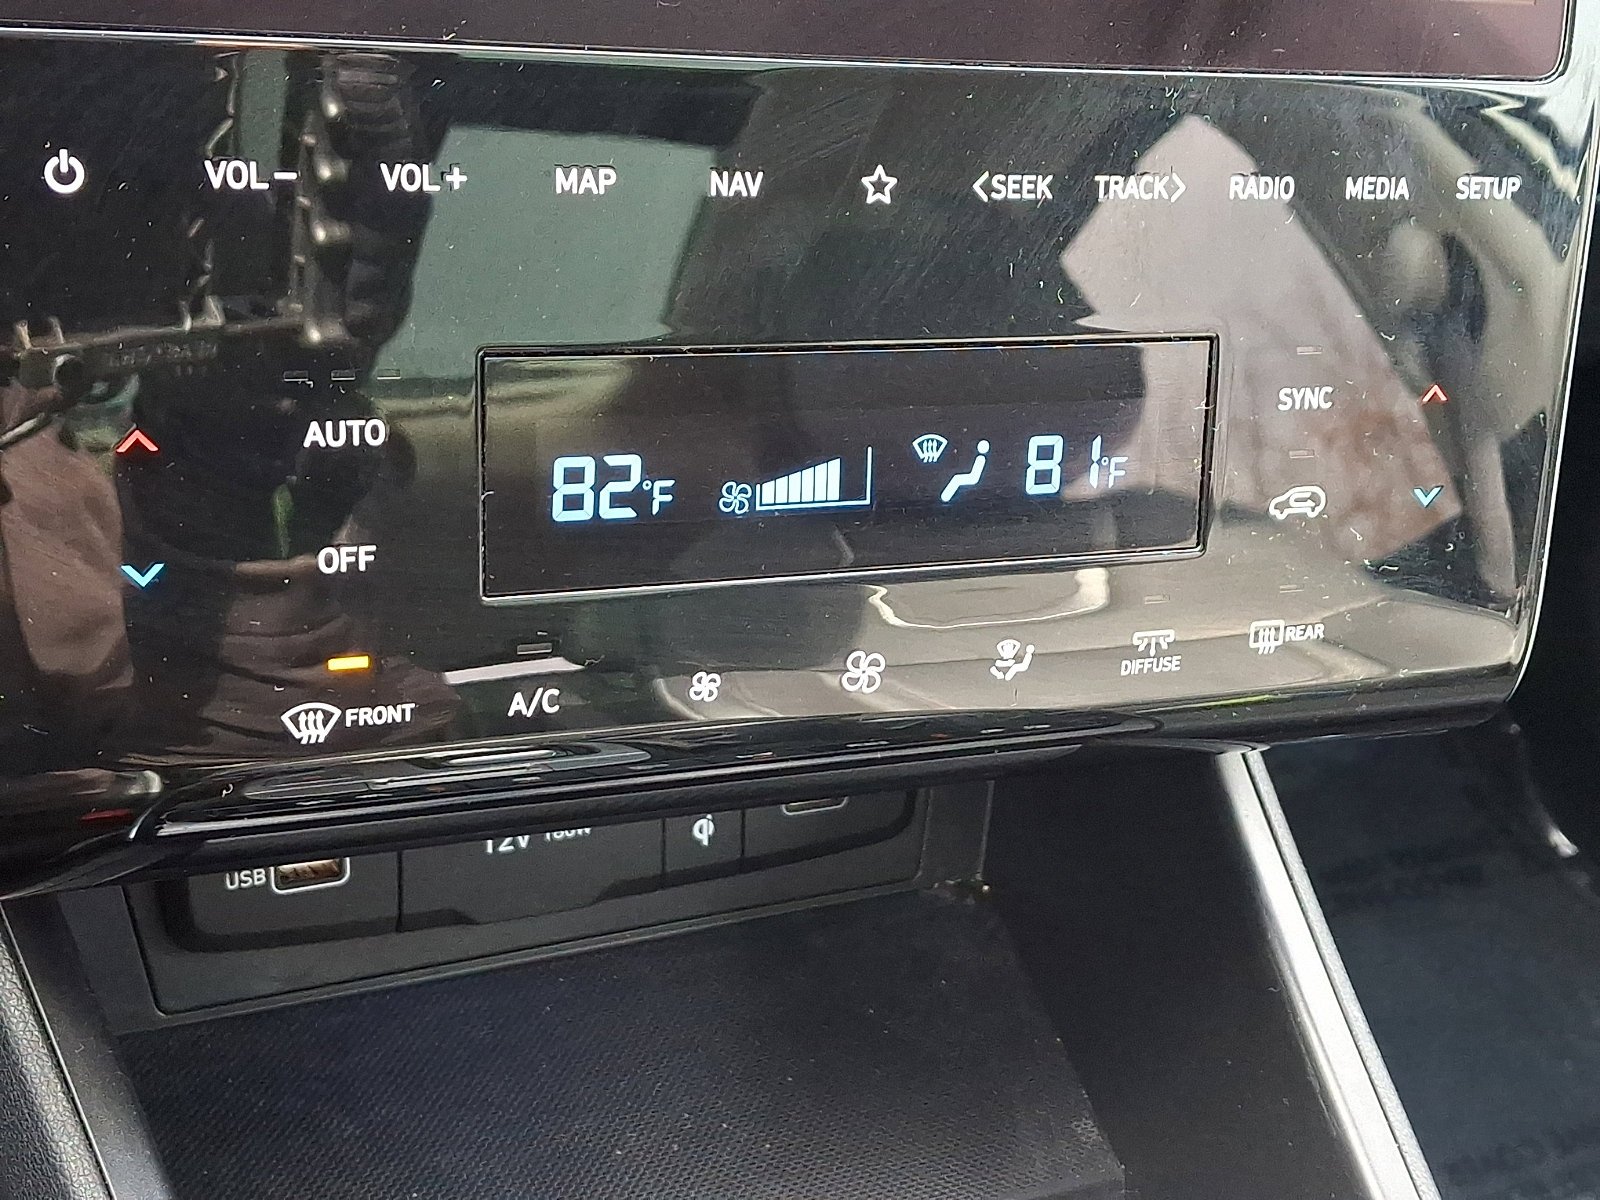 VOL- VOL+ MAP NAV <SEEK TRACK> RADIO MEDIA SETUP
AUTO SYNC
82°F 81°F
OFF
FRONT A/C DIFFUSE REAR
USB 12V 180W